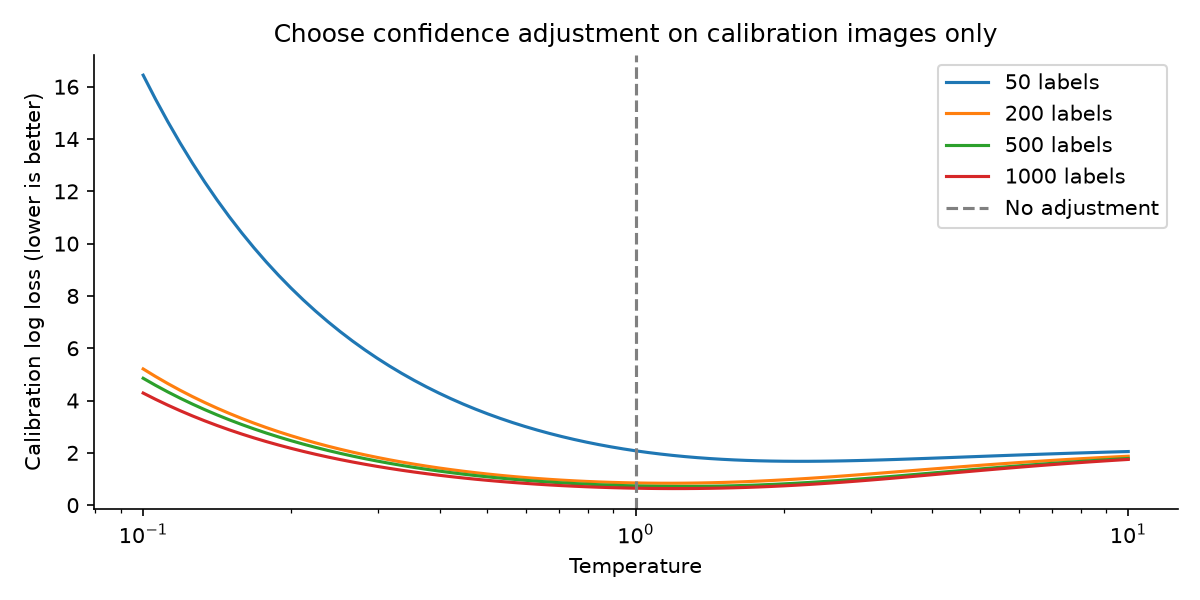 Choose confidence adjustment on calibration images only
Calibration log loss (lower is better)
16
14
12
10
8
6
4
2
0
50 labels
200 labels
500 labels
1000 labels
No adjustment
10⁻¹
10⁰
10¹
Temperature